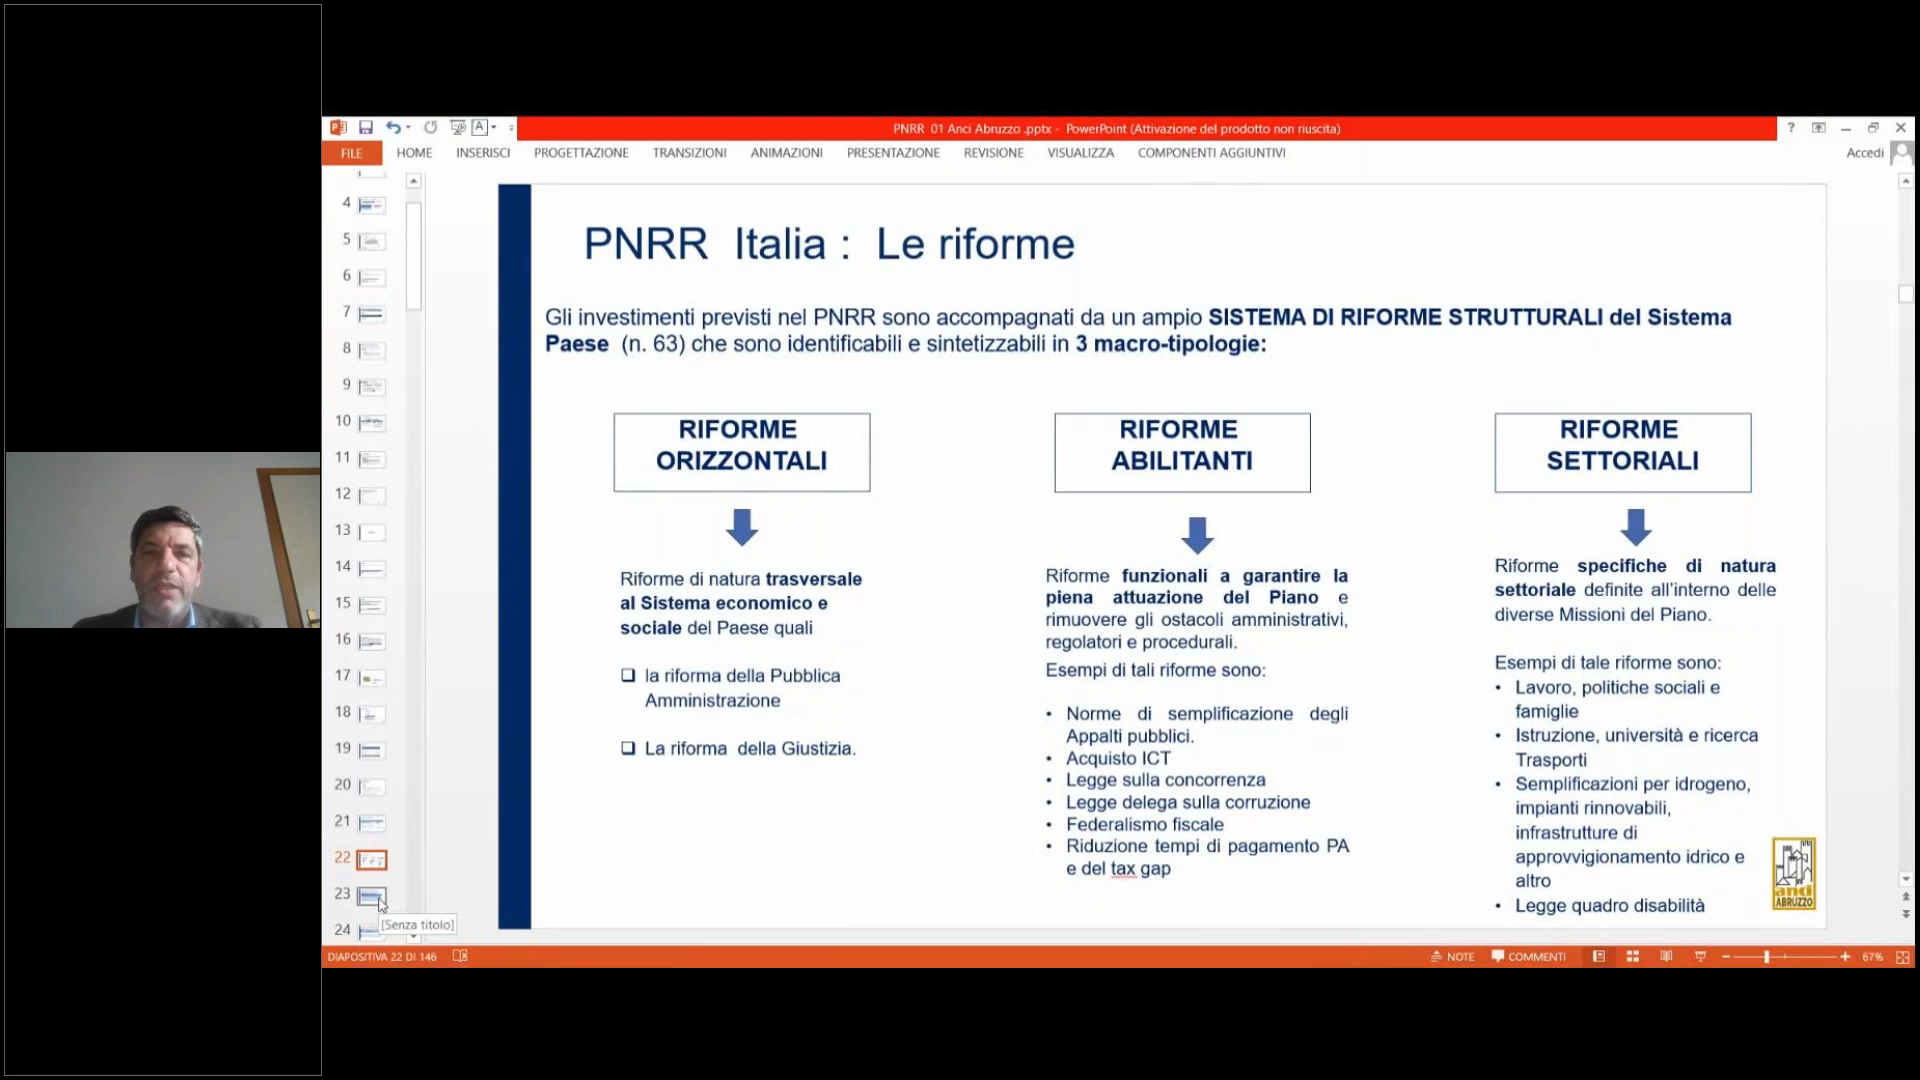 PNRR 01 Anci Abruzzo .pptx - PowerPoint (Attivazione del prodotto non riuscita)
?
FILE HOME INSERISCI PROGETTAZIONE TRANSIZIONI ANIMAZIONI PRESENTAZIONE REVISIONE VISUALIZZA COMPONENTI AGGIUNTIVI
Accedi
4
5
6
7
8
9
10
11
12
13
14
15
16
17
18
19
20
21
22
23
24
[Senza titolo]
PNRR Italia : Le riforme
Gli investimenti previsti nel PNRR sono accompagnati da un ampio SISTEMA DI RIFORME STRUTTURALI del Sistema
Paese (n. 63) che sono identificabili e sintetizzabili in 3 macro-tipologie:
RIFORME
ORIZZONTALI
Riforme di natura trasversale
al Sistema economico e
sociale del Paese quali
la riforma della Pubblica
Amministrazione
La riforma della Giustizia.
RIFORME
ABILITANTI
Riforme funzionali a garantire la
piena attuazione del Piano e
rimuovere gli ostacoli amministrativi,
regolatori e procedurali.
Esempi di tali riforme sono:
• Norme di semplificazione degli
Appalti pubblici.
• Acquisto ICT
• Legge sulla concorrenza
• Legge delega sulla corruzione
• Federalismo fiscale
• Riduzione tempi di pagamento PA
e del tax gap
RIFORME
SETTORIALI
Riforme specifiche di natura
settoriale definite all’interno delle
diverse Missioni del Piano.
Esempi di tale riforme sono:
• Lavoro, politiche sociali e
famiglie
• Istruzione, università e ricerca
Trasporti
• Semplificazioni per idrogeno,
impianti rinnovabili,
infrastrutture di
approvvigionamento idrico e
altro
• Legge quadro disabilità
anci
ABRUZZO
DIAPOSITIVA 22 DI 146
NOTE COMMENTI 67%